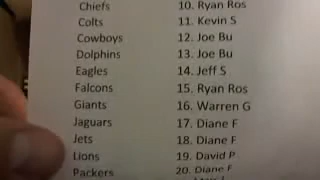 Chiefs 10. Ryan Ros
Colts 11. Kevin S
Cowboys 12. Joe Bu
Dolphins 13. Joe Bu
Eagles 14. Jeff S
Falcons 15. Ryan Ros
Giants 16. Warren G
Jaguars 17. Diane F
Jets 18. Diane F
Lions 19. David P
Packers 20. Diane F